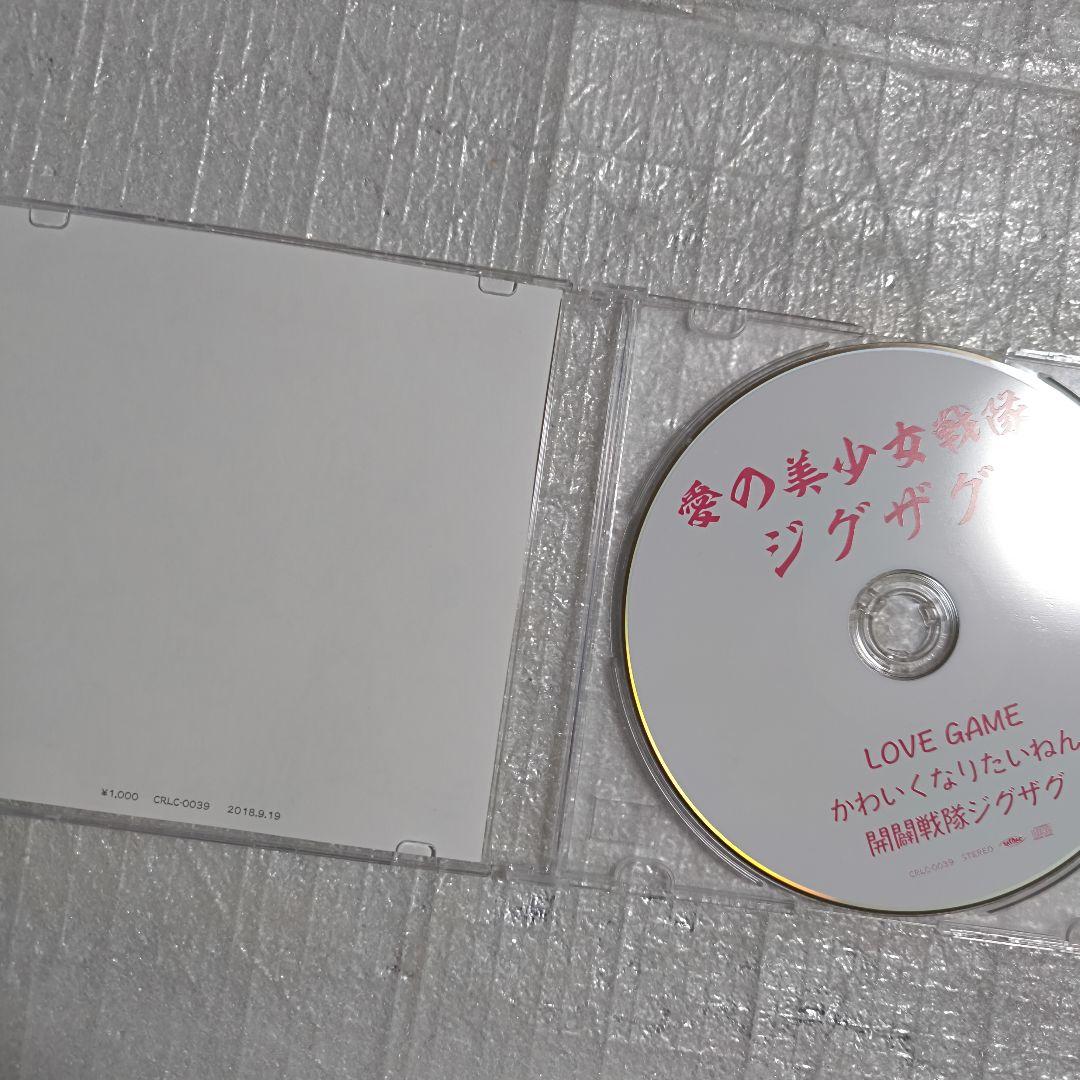 愛の美少女戦隊
ジグザグ
LOVE GAME
かわいくなりたいねん
開闢戦隊ジグザグ
CRLC-0039 STEREO
¥1,000 CRLC-0039 2018.9.19